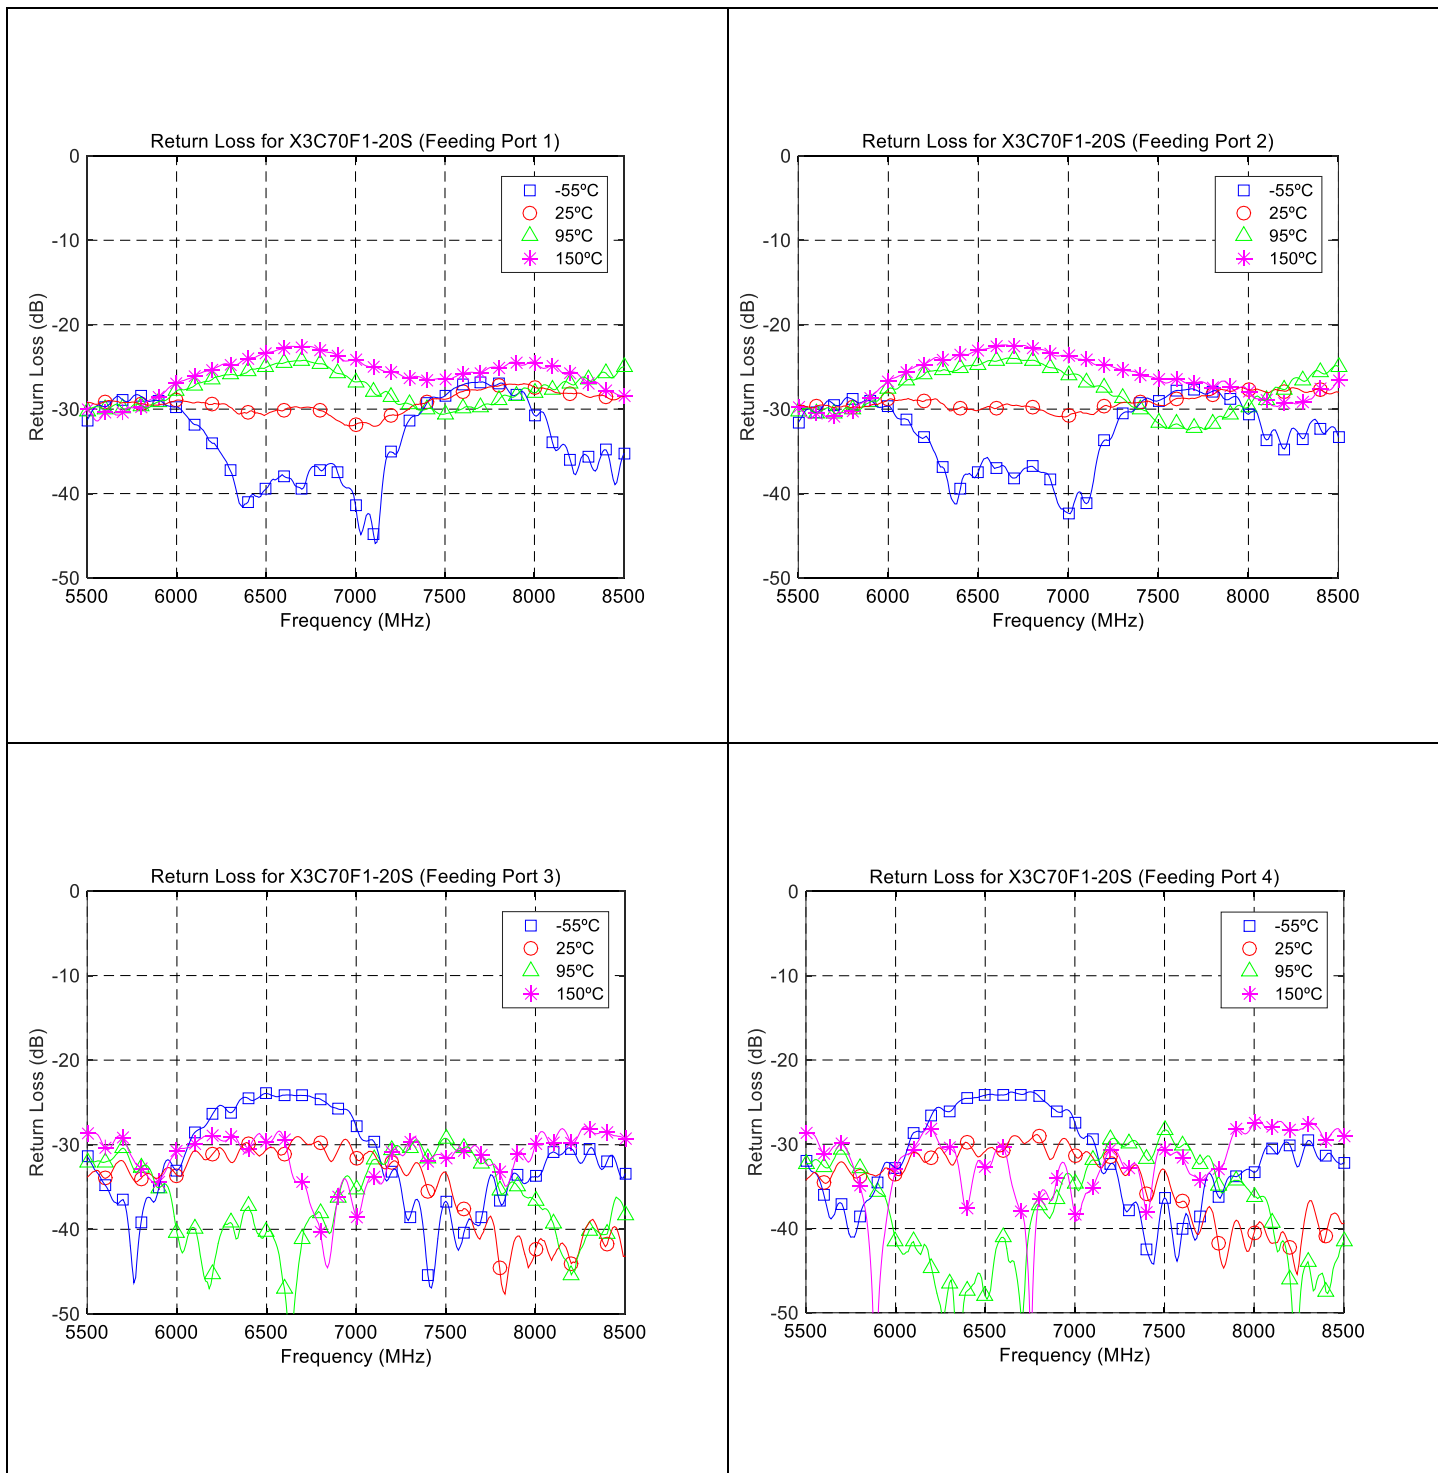 Return Loss for X3C70F1-20S (Feeding Port 1)
0
-10
-20
-30
-40
-50
Return Loss (dB)
-55ºC
25ºC
95ºC
150ºC
5500 6000 6500 7000 7500 8000 8500
Frequency (MHz)
Return Loss for X3C70F1-20S (Feeding Port 2)
0
-10
-20
-30
-40
-50
Return Loss (dB)
-55ºC
25ºC
95ºC
150ºC
5500 6000 6500 7000 7500 8000 8500
Frequency (MHz)
Return Loss for X3C70F1-20S (Feeding Port 3)
0
-10
-20
-30
-40
-50
Return Loss (dB)
-55ºC
25ºC
95ºC
150ºC
5500 6000 6500 7000 7500 8000 8500
Frequency (MHz)
Return Loss for X3C70F1-20S (Feeding Port 4)
0
-10
-20
-30
-40
-50
Return Loss (dB)
-55ºC
25ºC
95ºC
150ºC
5500 6000 6500 7000 7500 8000 8500
Frequency (MHz)